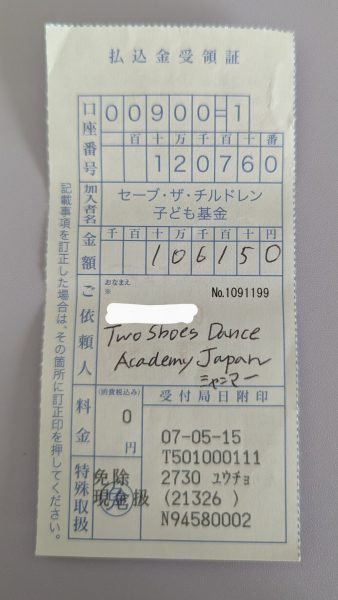 払込金受領証
口座番号
00900=1
百十万千百十番
120760
加入者名
セーブ・ザ・チルドレン
子ども基金
金額
千百十万千百十円
106150
ご依頼人
おなまえ
※
No.1091199
Two Shoes Dance
Academy Japan
ミャンマー
料金
(消費税込み)
0
円
特殊取扱
免除
現金扱
受付局日附印
07-05-15
T501000111
2730 ユウチョ
(21326 )
N94580002
記載事項を訂正した場合は、その箇所に訂正印を押してください。